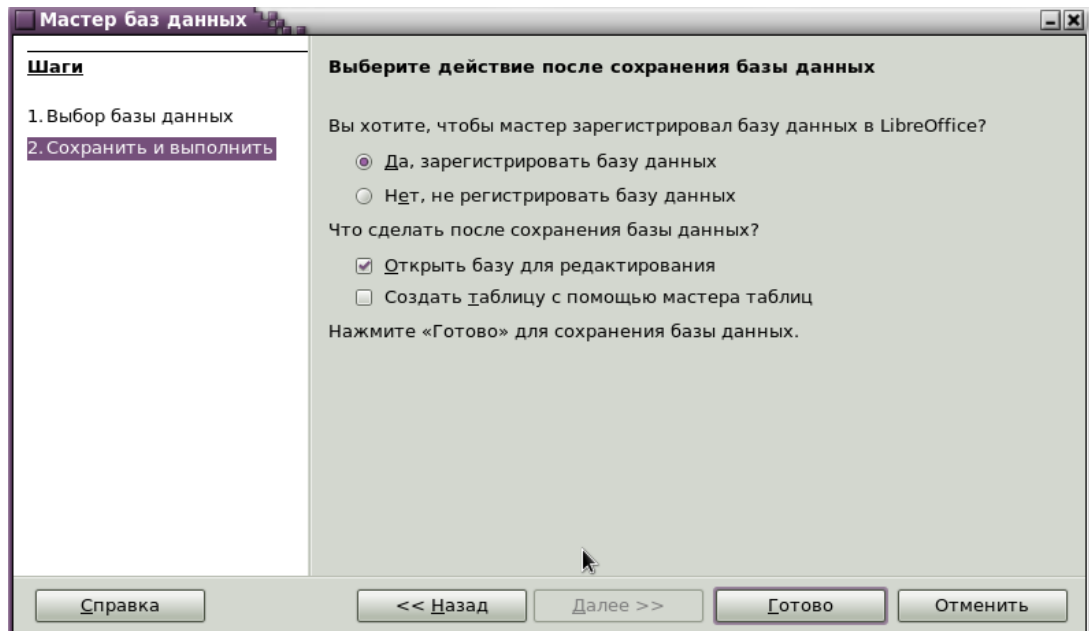 Мастер баз данных
Шаги
1. Выбор базы данных
2. Сохранить и выполнить
Выберите действие после сохранения базы данных
Вы хотите, чтобы мастер зарегистрировал базу данных в LibreOffice?
Да, зарегистрировать базу данных
Нет, не регистрировать базу данных
Что сделать после сохранения базы данных?
Открыть базу для редактирования
Создать таблицу с помощью мастера таблиц
Нажмите «Готово» для сохранения базы данных.
Справка
<< Назад
Далее >>
Готово
Отменить